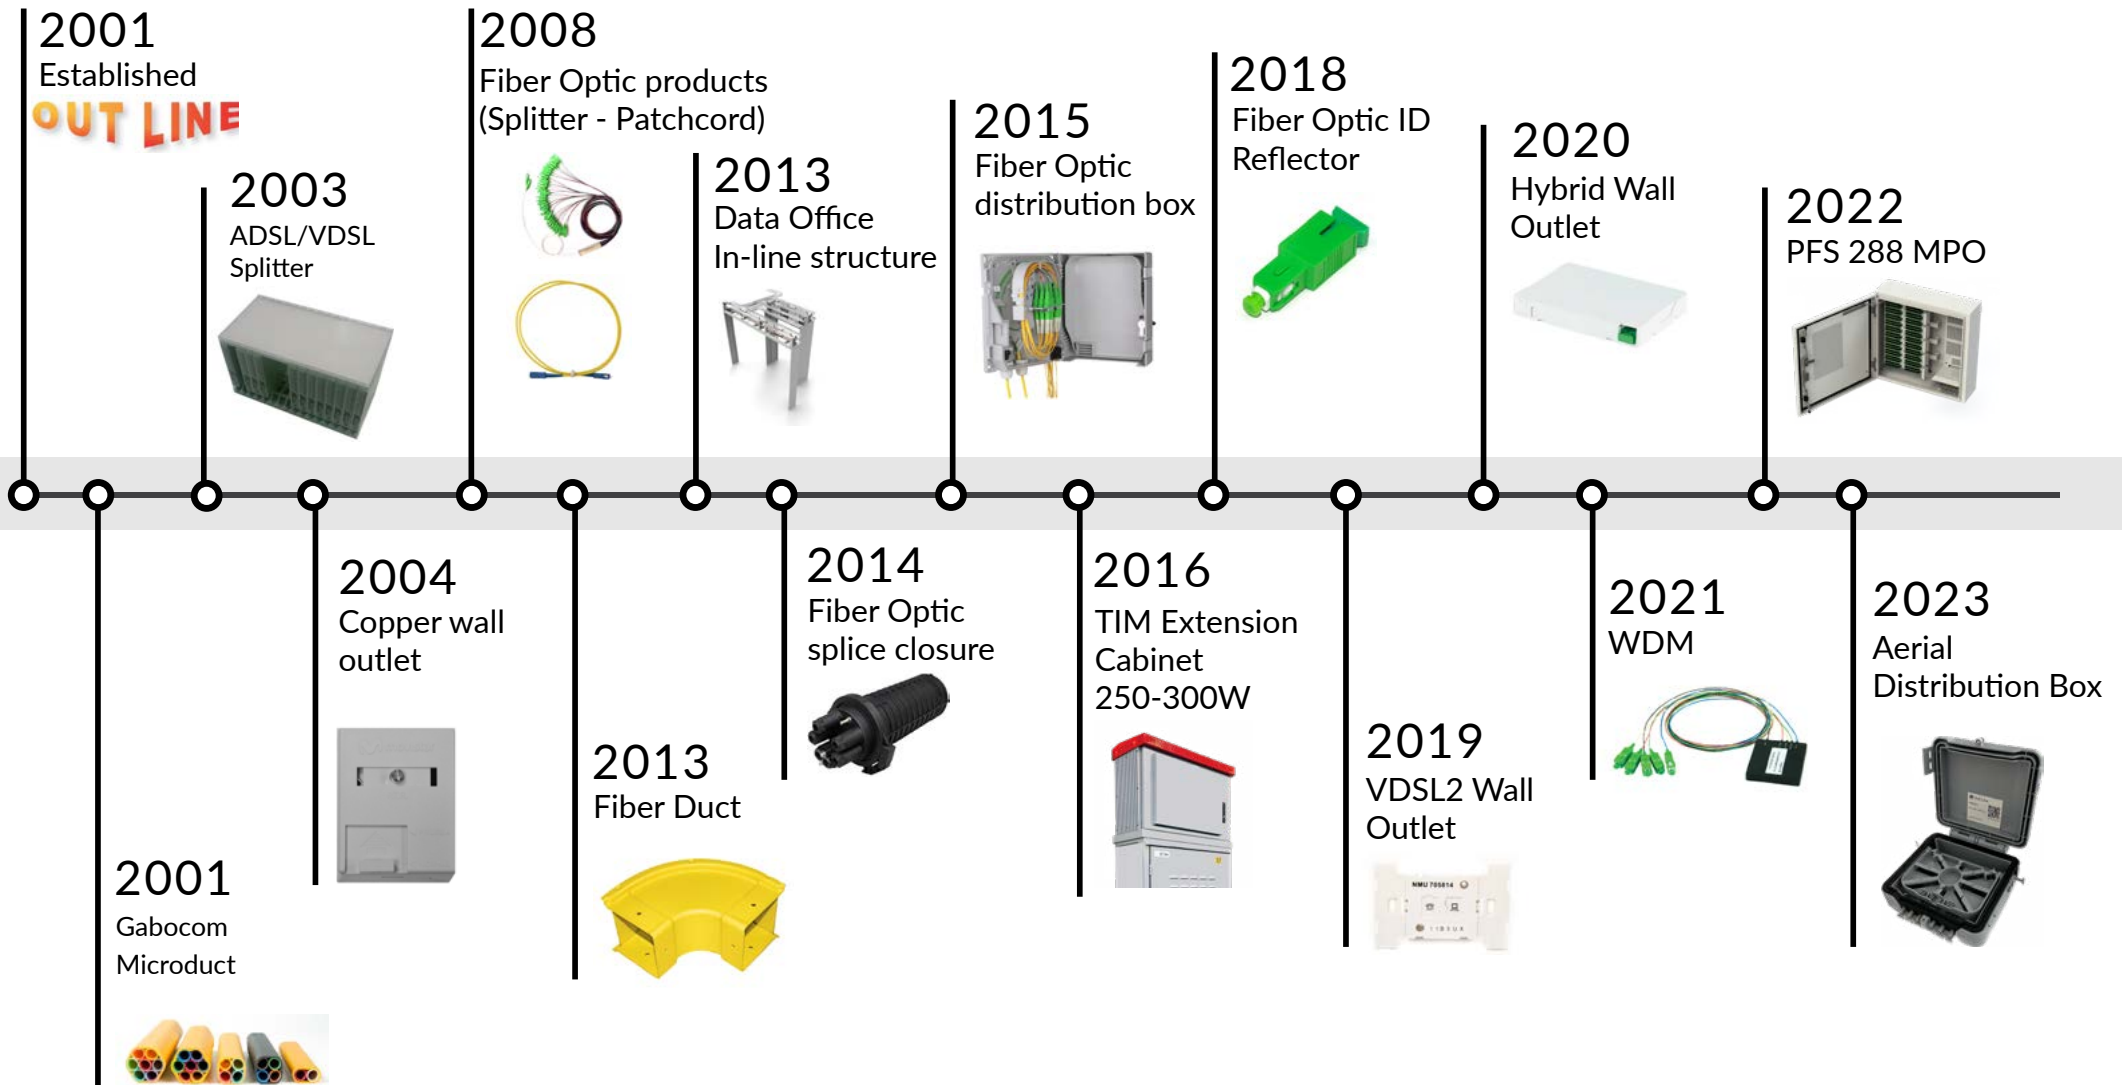 2001
Established
OUT LINE
2001
Gabocom
Microduct
2003
ADSL/VDSL
Splitter
2004
Copper wall
outlet
2008
Fiber Optic products
(Splitter - Patchcord)
2013
Fiber Duct
2013
Data Office
In-line structure
2014
Fiber Optic
splice closure
2015
Fiber Optic
distribution box
2016
TIM Extension
Cabinet
250-300W
2018
Fiber Optic ID
Reflector
2019
VDSL2 Wall
Outlet
NMU 705814
2020
Hybrid Wall
Outlet
2021
WDM
2022
PFS 288 MPO
2023
Aerial
Distribution Box